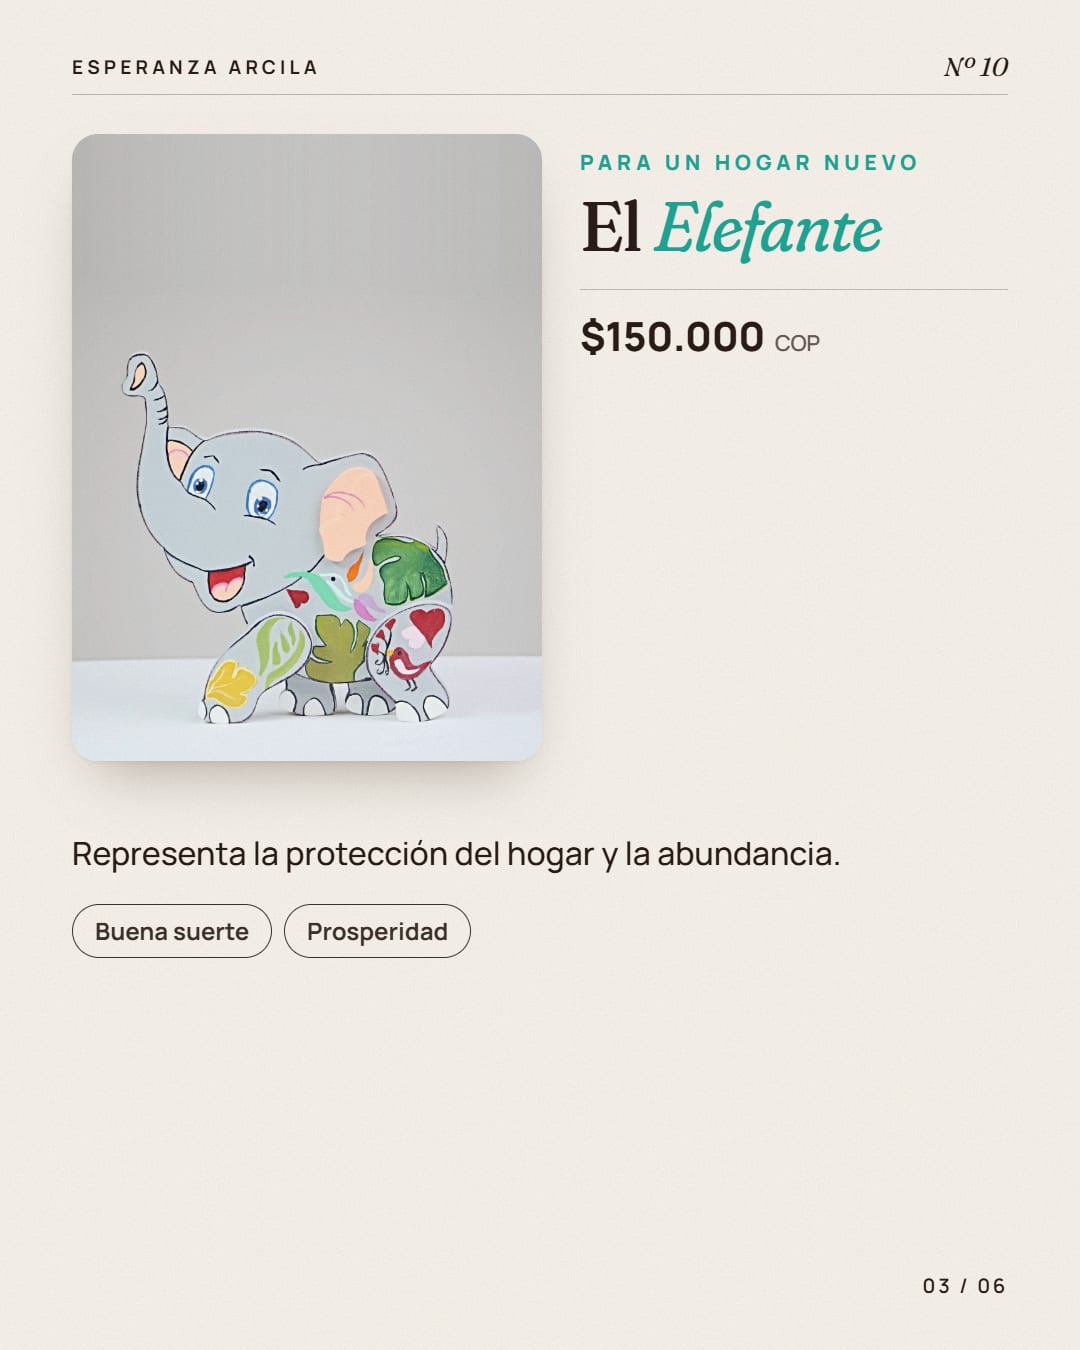 ESPERANZA ARCILA
Nº 10
PARA UN HOGAR NUEVO
El Elefante
$150.000 COP
Representa la protección del hogar y la abundancia.
Buena suerte
Prosperidad
03 / 06